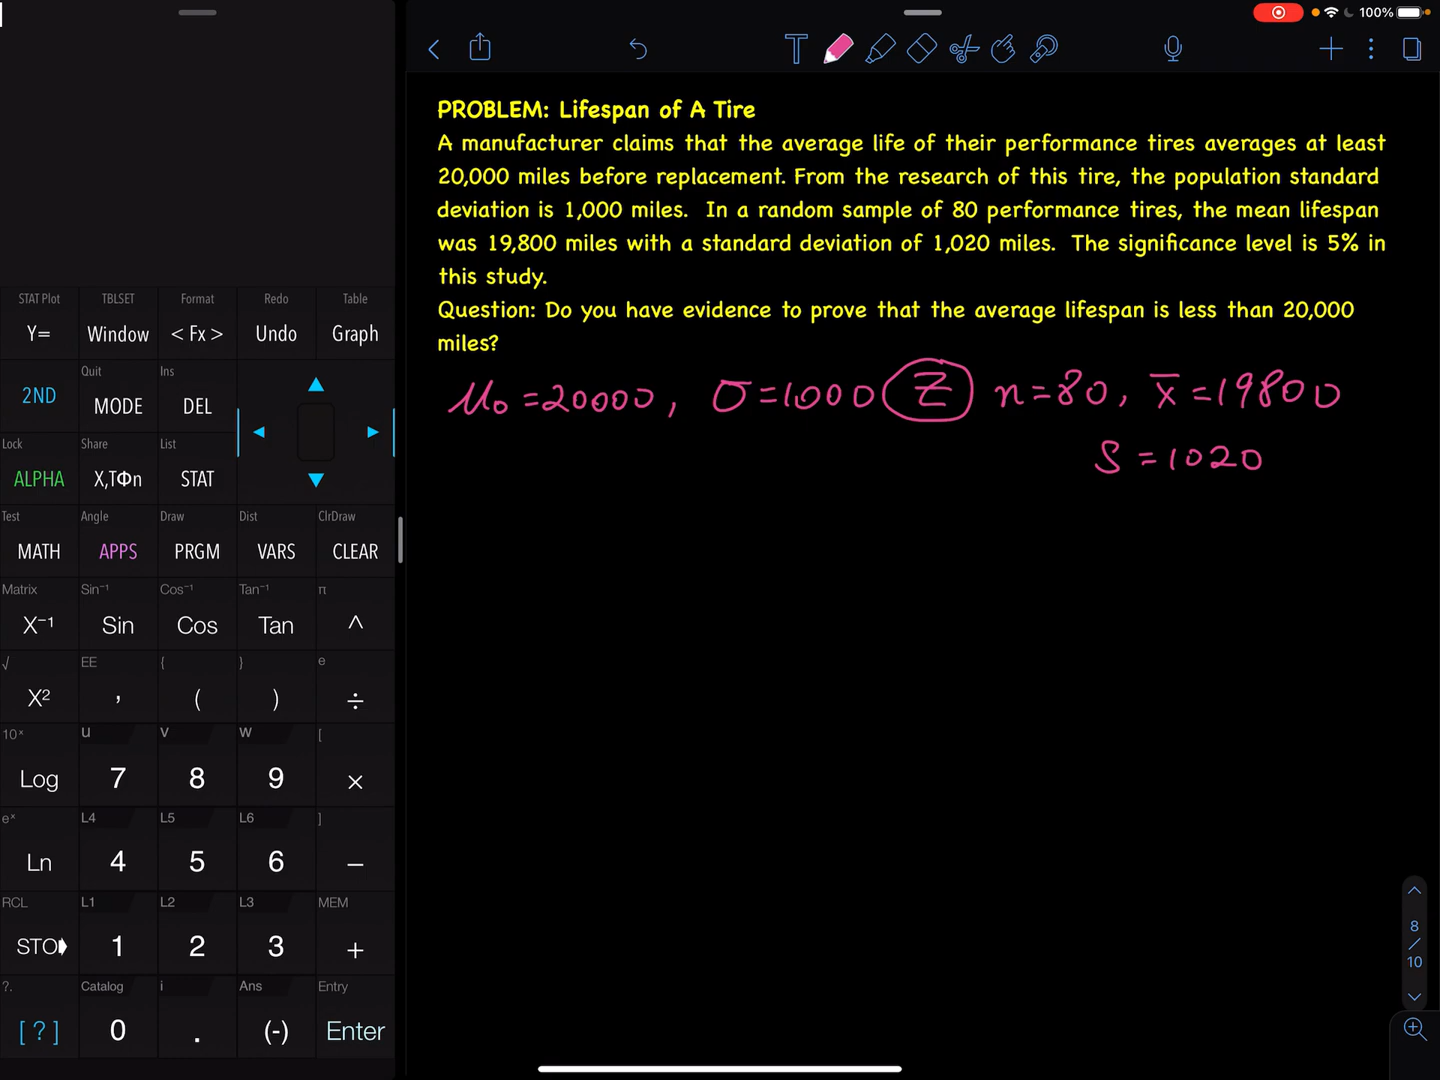 100%
PROBLEM: Lifespan of A Tire
A manufacturer claims that the average life of their performance tires averages at least
20,000 miles before replacement. From the research of this tire, the population standard
deviation is 1,000 miles. In a random sample of 80 performance tires, the mean lifespan
was 19,800 miles with a standard deviation of 1,020 miles. The significance level is 5% in
this study.
Question: Do you have evidence to prove that the average lifespan is less than 20,000
miles?
μ₀ = 20000, σ = 1000 Z n = 80, x̅ = 19800
S = 1020
STAT Plot TBLSET Format Redo Table
Y= Window < Fx > Undo Graph
Quit Ins
2ND MODE DEL
Lock Share List
ALPHA X,TΦn STAT
Test Angle Draw Dist ClrDraw
MATH APPS PRGM VARS CLEAR
Matrix Sin⁻¹ Cos⁻¹ Tan⁻¹ π
X⁻¹ Sin Cos Tan ^
√ EE { } e
X² , ( ) ÷
10ˣ u V W [
Log 7 8 9 ×
eˣ L4 L5 L6 ]
Ln 4 5 6 −
RCL L1 L2 L3 MEM
STO 1 2 3 +
?. Catalog i Ans Entry
[ ? ] 0 . (-) Enter
8
/
10